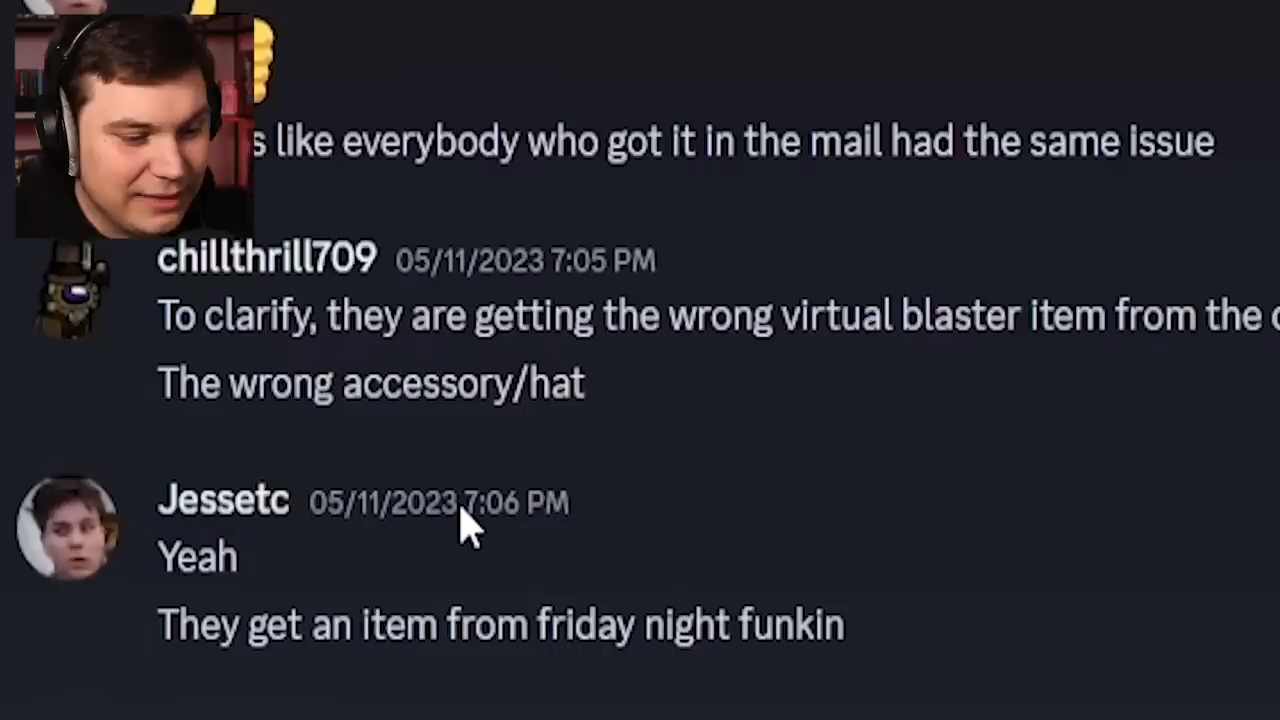 like everybody who got it in the mail had the same issue
chillthrill709 05/11/2023 7:05 PM
To clarify, they are getting the wrong virtual blaster item from the
The wrong accessory/hat
Jessetc 05/11/2023 7:06 PM
Yeah
They get an item from friday night funkin